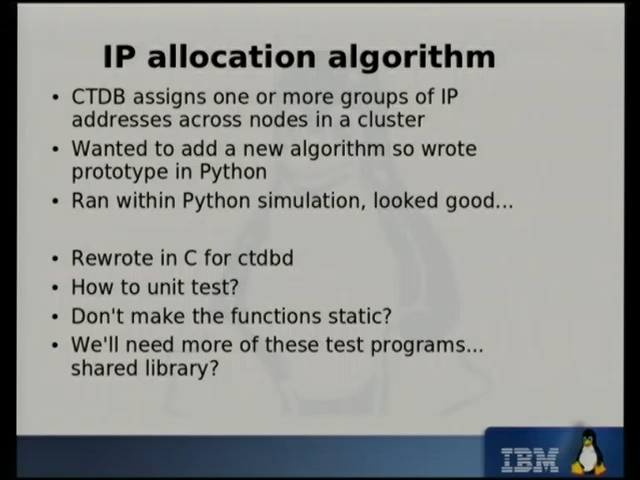 IP allocation algorithm
• CTDB assigns one or more groups of IP
addresses across nodes in a cluster
• Wanted to add a new algorithm so wrote
prototype in Python
• Ran within Python simulation, looked good...
• Rewrote in C for ctdbd
• How to unit test?
• Don't make the functions static?
• We'll need more of these test programs...
shared library?
IBM